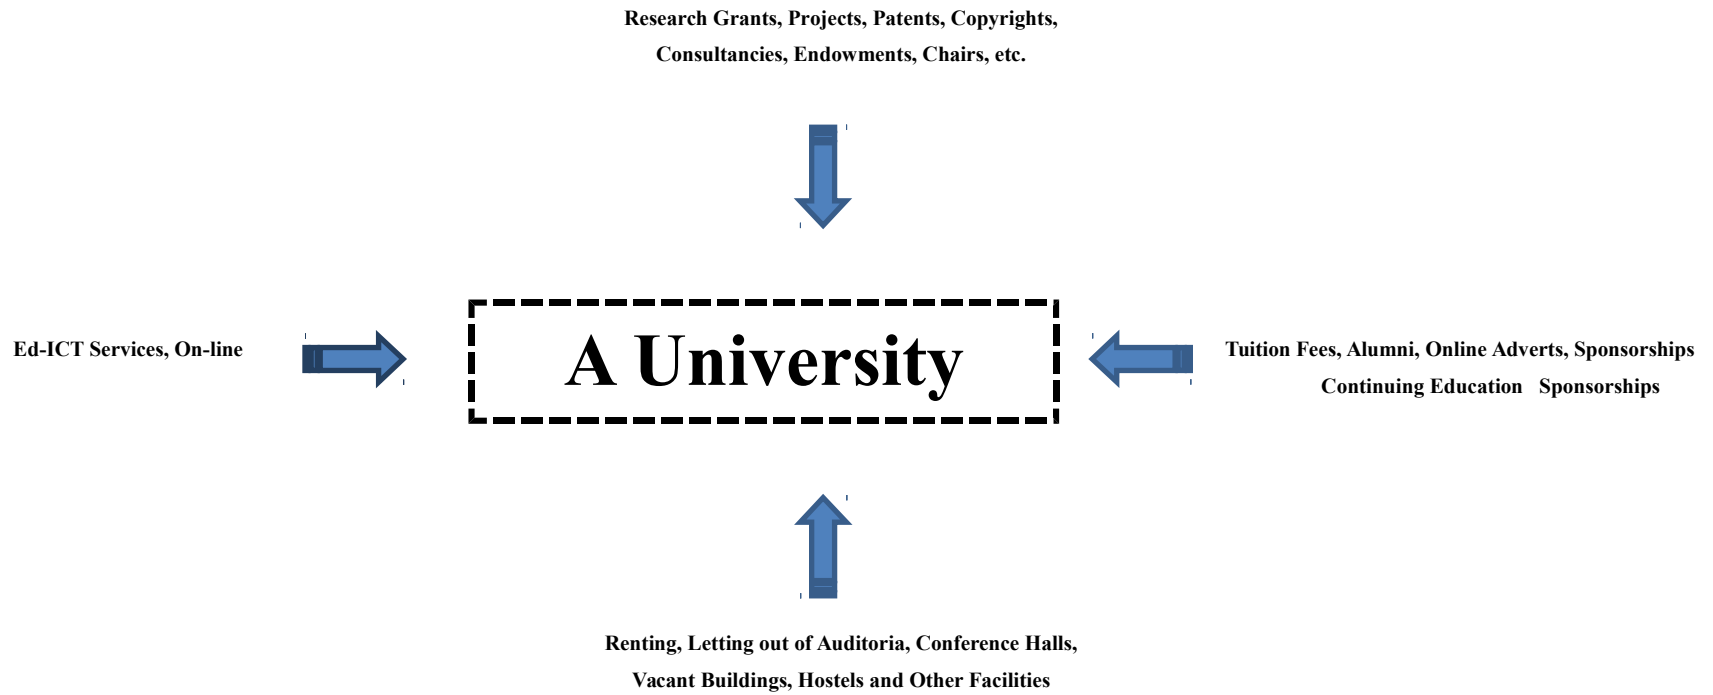 Research Grants, Projects, Patents, Copyrights,
Consultancies, Endowments, Chairs, etc.
Ed-ICT Services, On-line
A University
Tuition Fees, Alumni, Online Adverts, Sponsorships
Continuing Education   Sponsorships
Renting, Letting out of Auditoria, Conference Halls,
Vacant Buildings, Hostels and Other Facilities